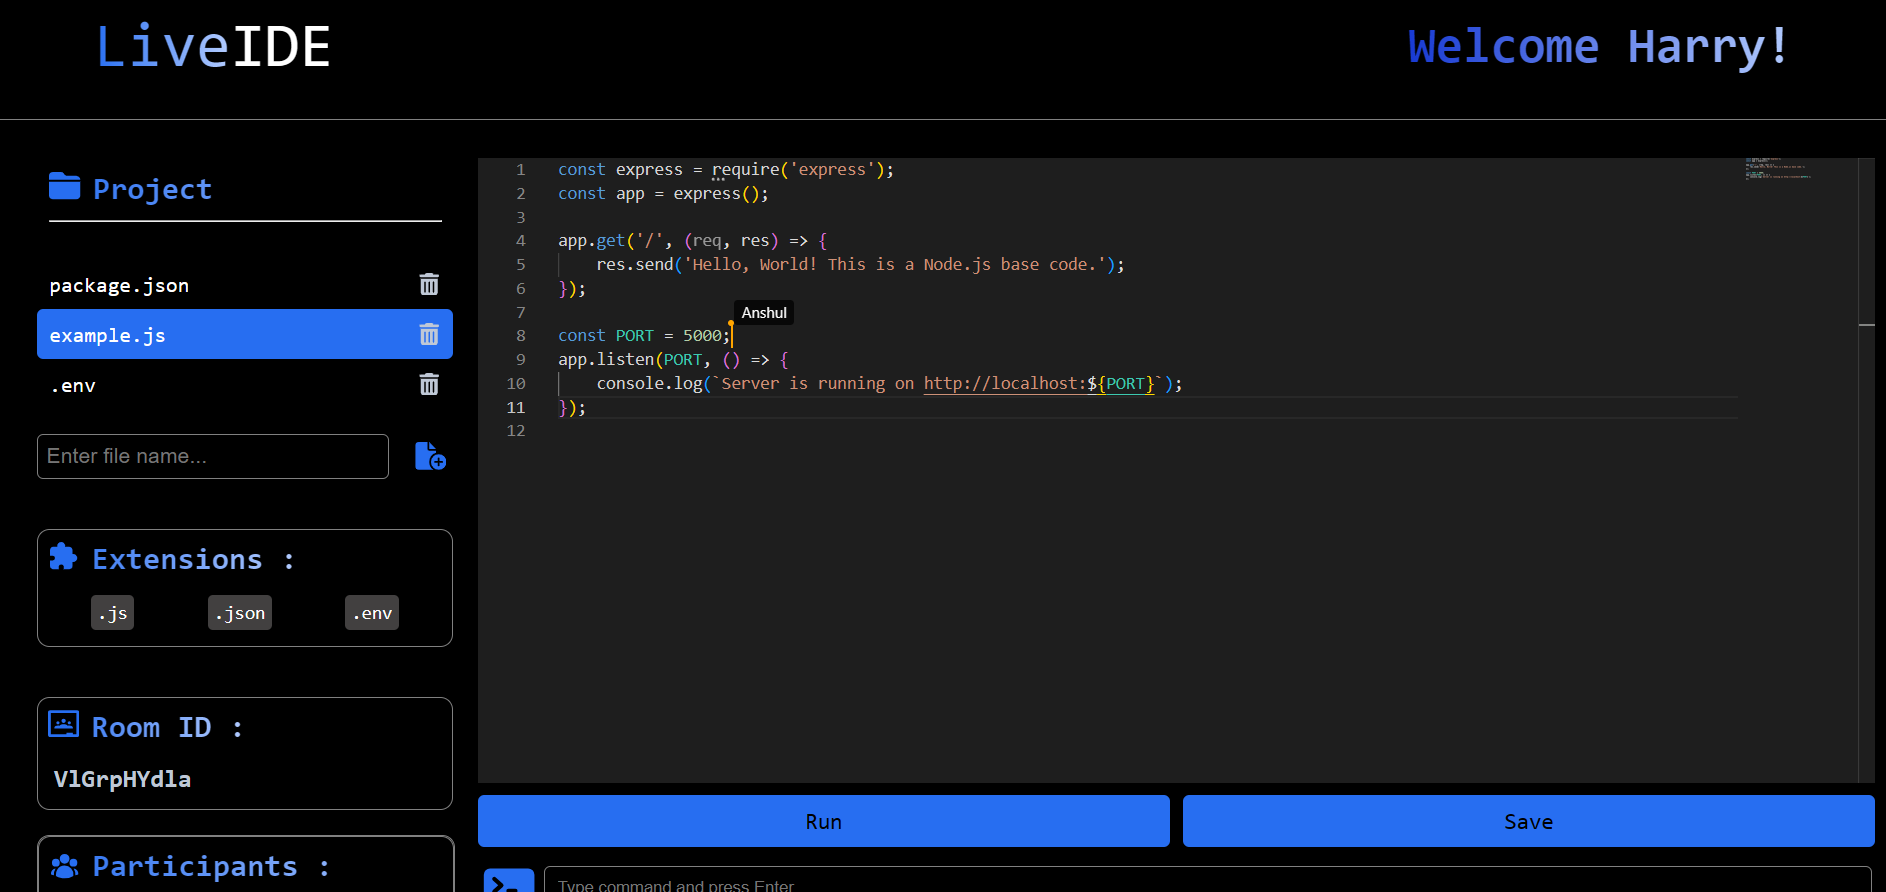 LiveIDE
Welcome Harry!
Project
package.json
example.js
.env
Enter file name...
Extensions :
.js .json .env
Room ID :
VlGrpHYdla
Participants :
1 const express = require('express');
2 const app = express();
3
4 app.get('/', (req, res) => {
5 res.send('Hello, World! This is a Node.js base code.');
6 });
7
Anshul
8 const PORT = 5000;
9 app.listen(PORT, () => {
10 console.log(`Server is running on http://localhost:${PORT}`);
11 });
12
Run
Save
Type command and press Enter